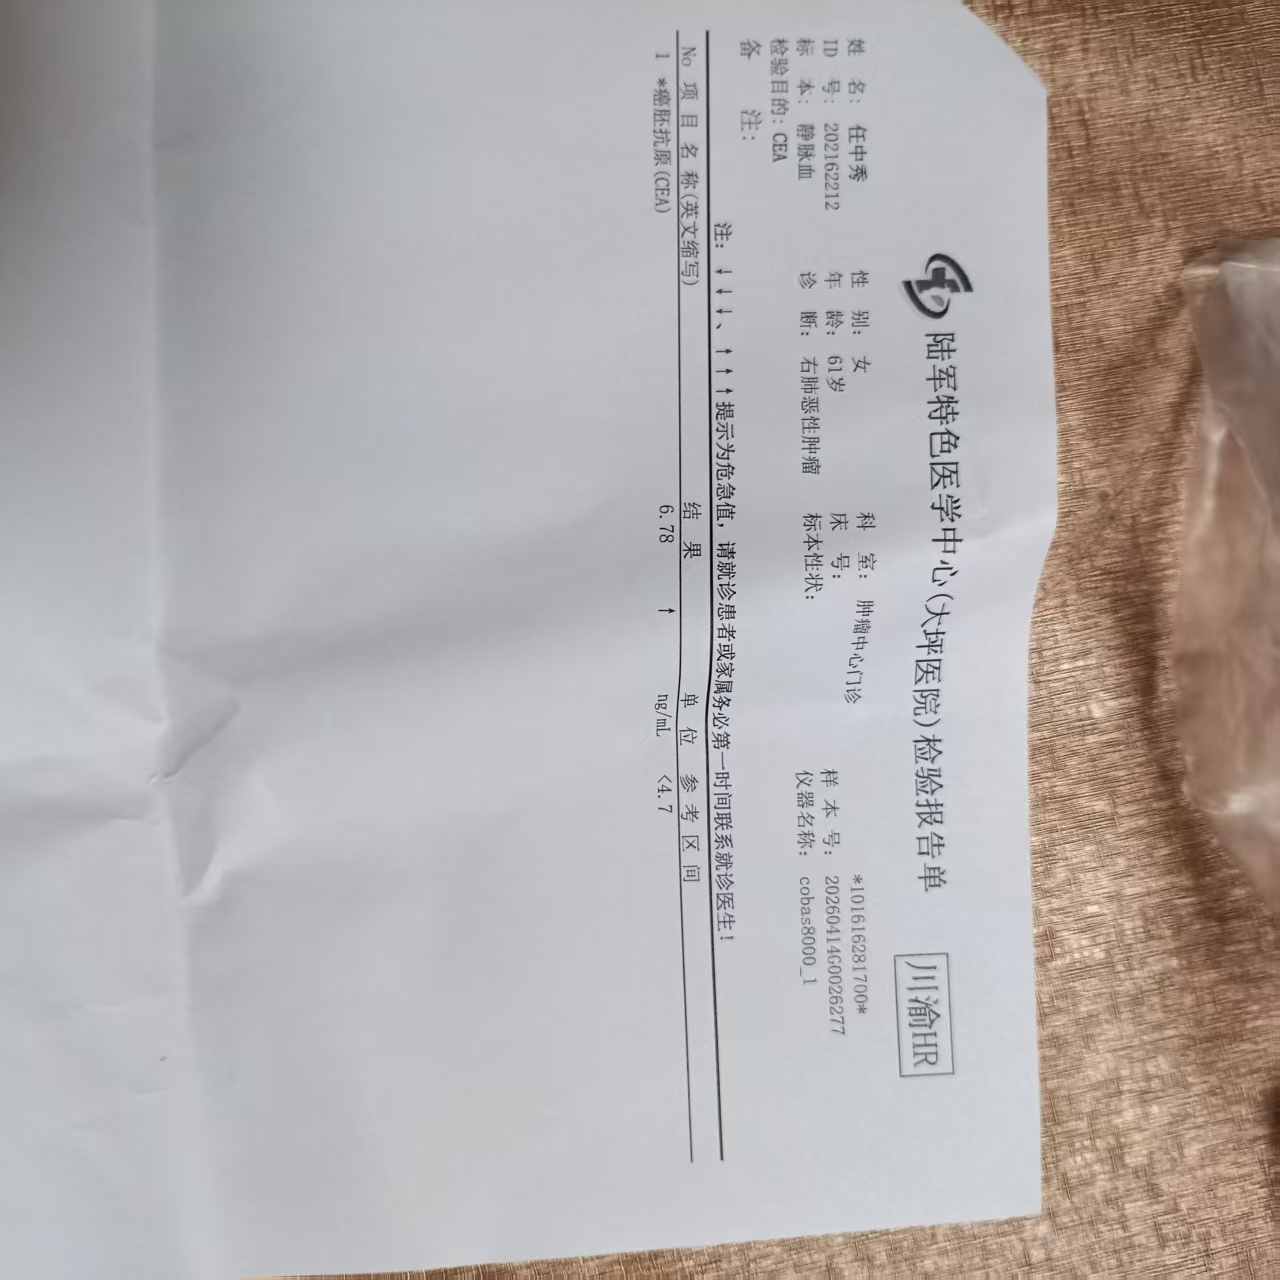 陆军特色医学中心(大坪医院)检验报告单 川渝HR
姓 名: 任中秀 性 别: 女 科 室: 肿瘤中心门诊 *101616281700*
ID 号: 202162212 年 龄: 61岁 床 号: 样 本 号: 20260414G0026277
标 本: 静脉血 诊 断: 右肺恶性肿瘤 标本性状: 仪器名称: cobas8000_1
检验目的: CEA
备 注:
注: ↓↓↓、↑↑↑提示为危急值, 请就诊患者或家属务必第一时间联系就诊医生!
No 项 目 名 称(英文缩写) 结 果 单 位 参 考 区 间
1 *癌胚抗原(CEA) 6.78 ↑ ng/mL <4.7